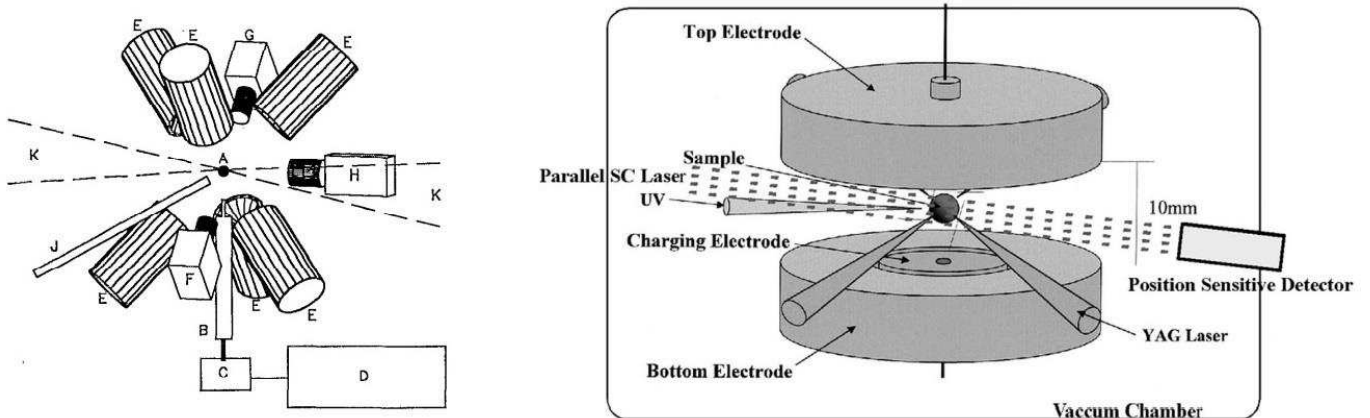 E
E
G
E
K
A
H
K
J
E
F
E
E
B
C
D
Top Electrode
Sample
Parallel SC Laser
UV
Charging Electrode
10mm
Position Sensitive Detector
YAG Laser
Bottom Electrode
Vaccum Chamber